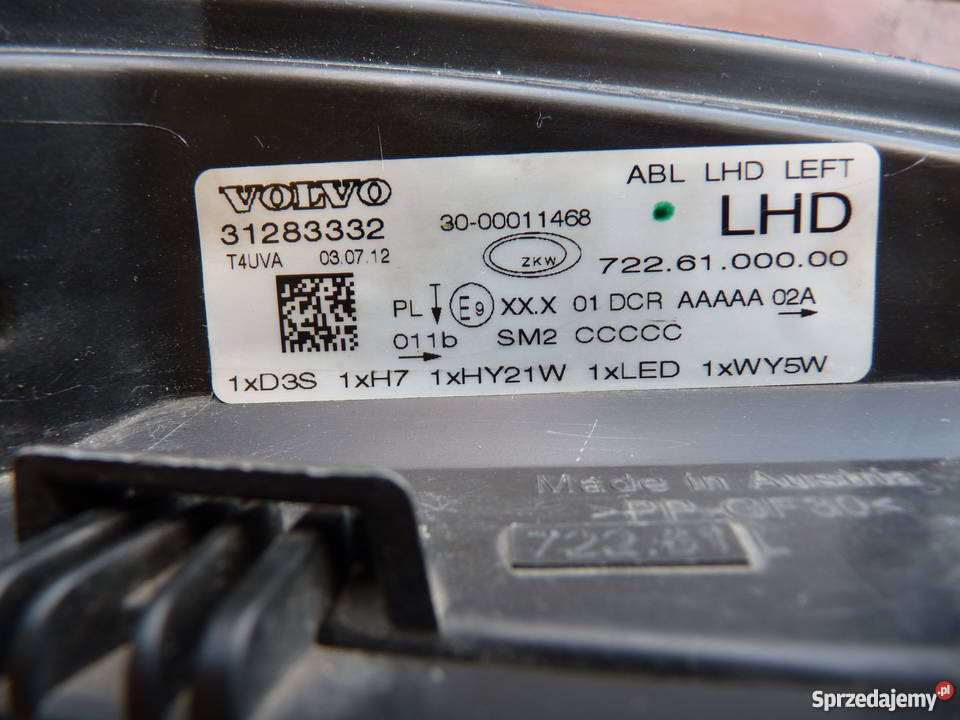 VOLVO
ABL LHD LEFT
31283332
30-00011468
LHD
T4UVA 03.07.12
ZKW
722.61.000.00
PL E9 XX.X 01 DCR AAAAA 02A
011b SM2 CCCCC
1xD3S 1xH7 1xHY21W 1xLED 1xWY5W
Made in Austria
>PP-GF30<
722.61 L
Sprzedajemy.pl